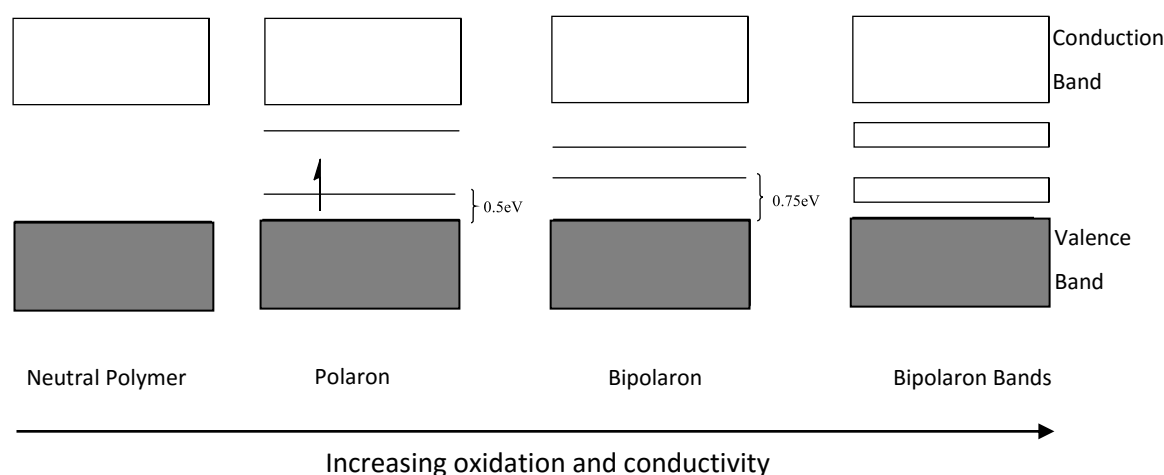 Conduction
Band
0.5eV
0.75eV
Valence
Band
Neutral Polymer
Polaron
Bipolaron
Bipolaron Bands
Increasing oxidation and conductivity